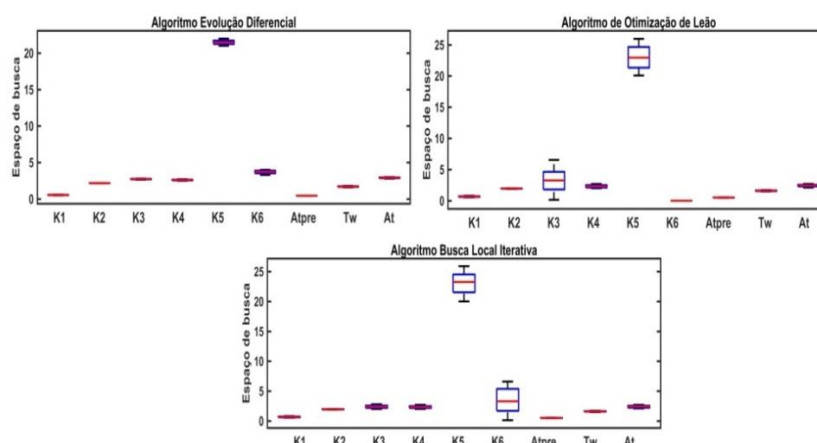 Algoritmo Evolução Diferencial
Espaço de busca
20
15
10
5
0
K1 K2 K3 K4 K5 K6 Atpre Tw At
Algoritmo de Otimização de Leão
Espaço de busca
25
20
15
10
5
0
K1 K2 K3 K4 K5 K6 Atpre Tw At
Algoritmo Busca Local Iterativa
Espaço de busca
25
20
15
10
5
0
K1 K2 K3 K4 K5 K6 Atpre Tw At